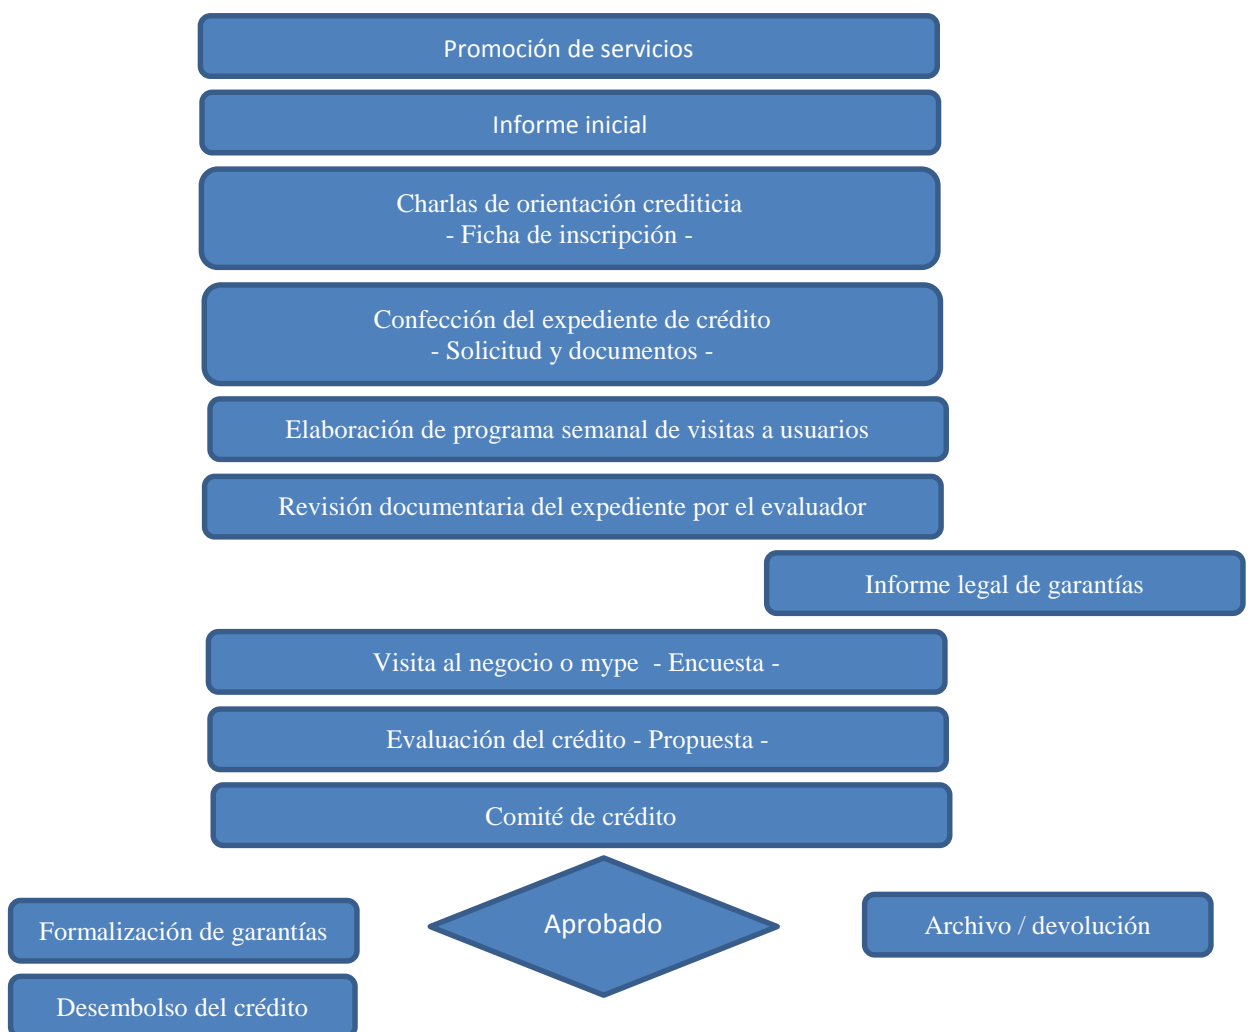 Promoción de servicios
Informe inicial
Charlas de orientación crediticia
- Ficha de inscripción -
Confección del expediente de crédito
- Solicitud y documentos -
Elaboración de programa semanal de visitas a usuarios
Revisión documentaria del expediente por el evaluador
Informe legal de garantías
Visita al negocio o mype - Encuesta -
Evaluación del crédito - Propuesta -
Comité de crédito
Formalización de garantías
Aprobado
Archivo / devolución
Desembolso del crédito